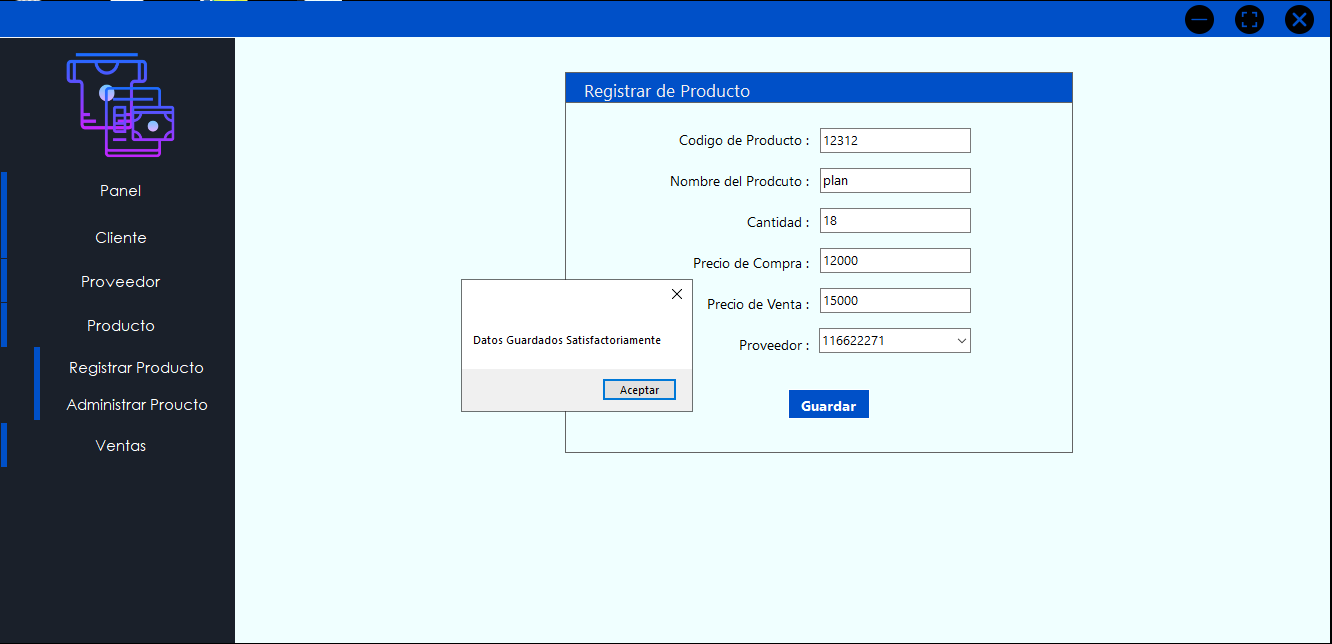 Panel
Cliente
Proveedor
Producto
Registrar Producto
Administrar Proucto
Ventas
Registrar de Producto
Codigo de Producto : 12312
Nombre del Prodcuto : plan
Cantidad : 18
Precio de Compra : 12000
Precio de Venta : 15000
Proveedor : 116622271
Guardar
Datos Guardados Satisfactoriamente
Aceptar